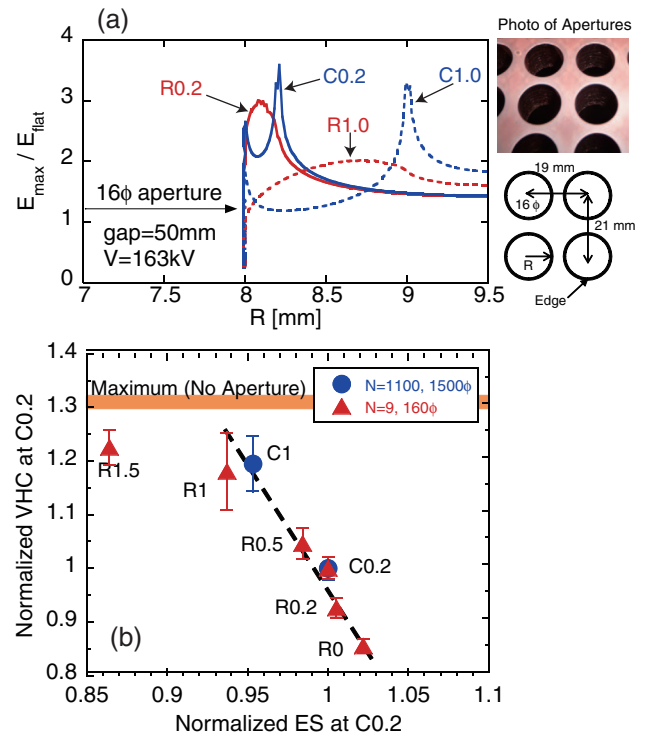 (a)
Photo of Apertures
E_max / E_flat
4
3
2
1
0
R0.2
C0.2
C1.0
R1.0
16ϕ aperture
gap=50mm
V=163kV
7
7.5
8
8.5
9
9.5
R [mm]
19 mm
16 ϕ
21 mm
R
Edge
Normalized VHC at C0.2
1.4
1.3
1.2
1.1
1
0.9
0.8
Maximum (No Aperture)
N=1100, 1500ϕ
N=9, 160ϕ
R1.5
R1
C1
R0.5
C0.2
R0.2
R0
(b)
0.85
0.9
0.95
1
1.05
1.1
Normalized ES at C0.2